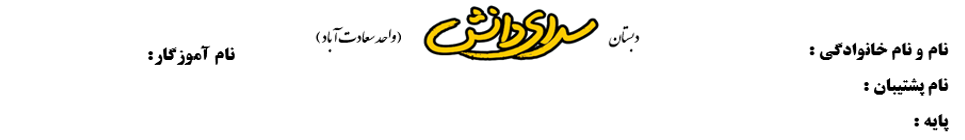 دبستان سرای دانش (واحد سعادت آباد)
نام و نام خانوادگی :
نام آموزگار:
نام پشتیبان :
پایه :